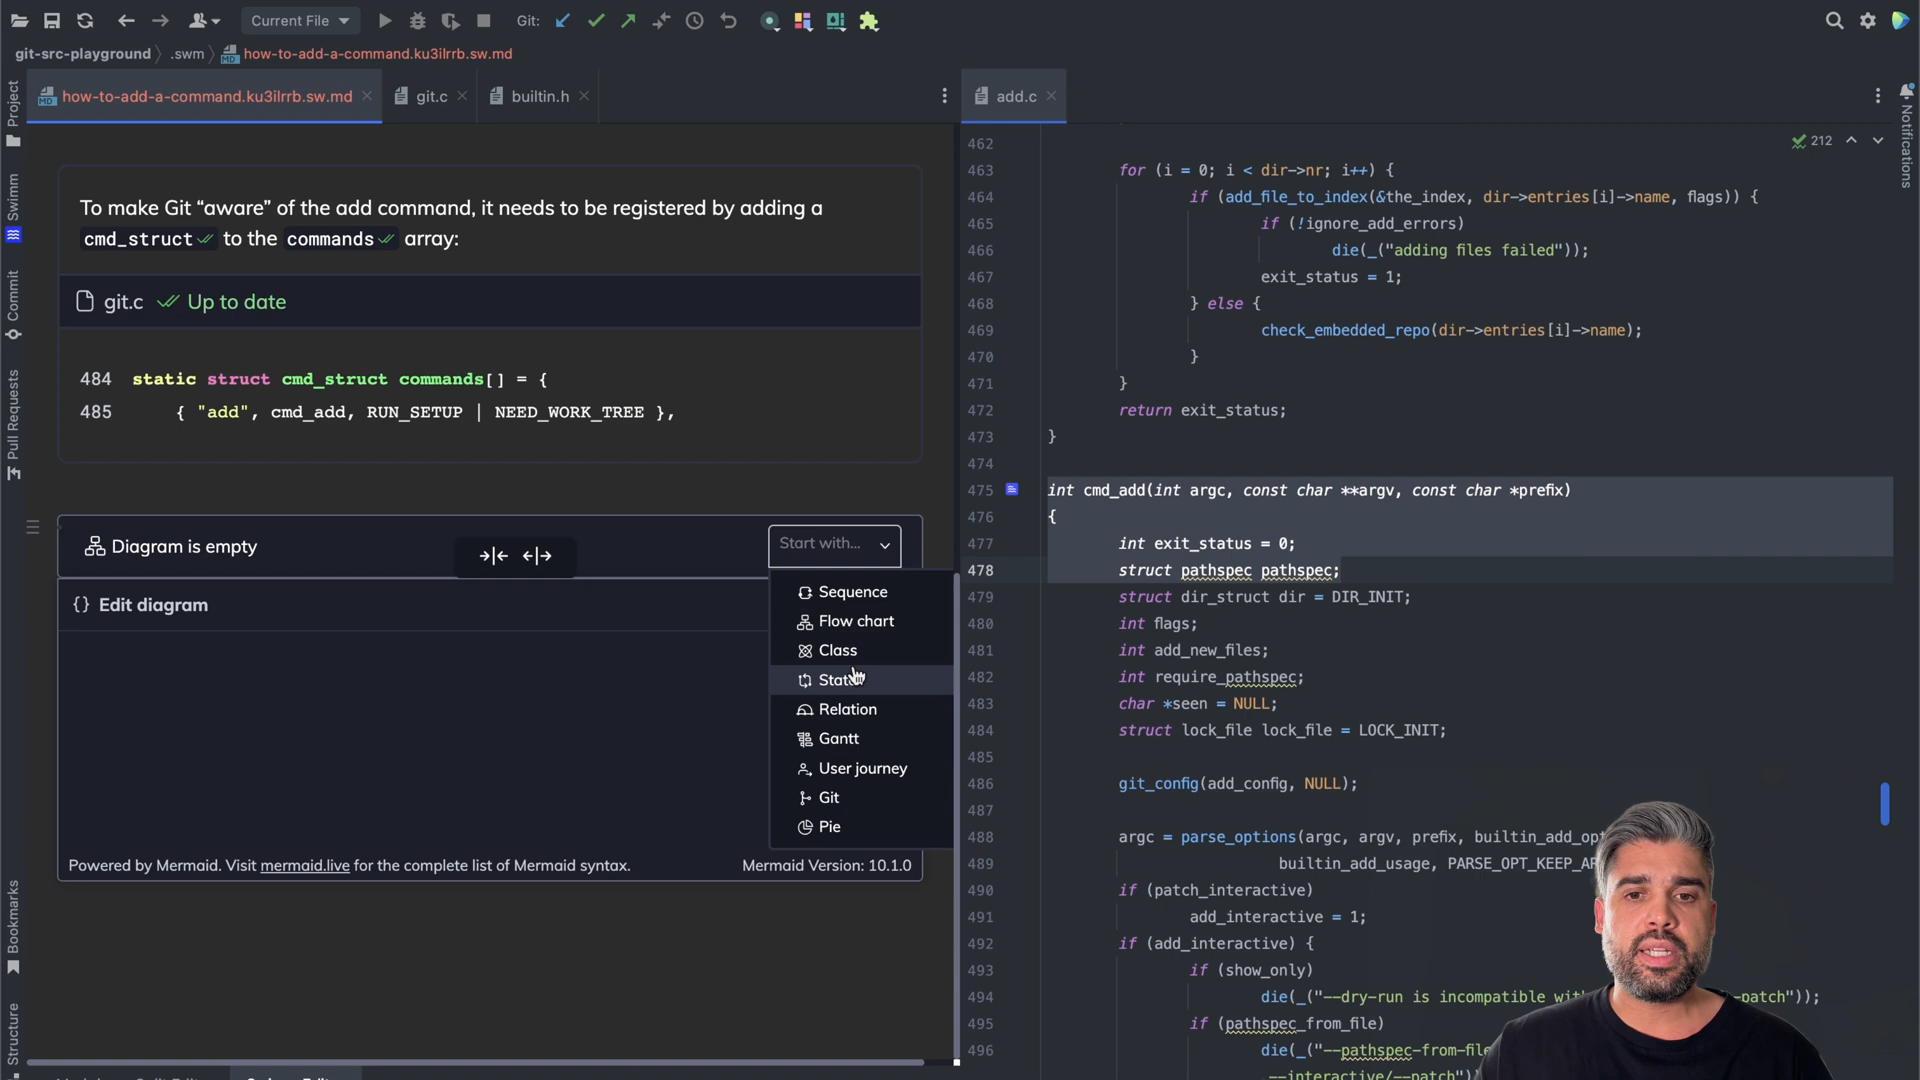 Current File
Git:
git-src-playground
.swm
how-to-add-a-command.ku3ilrrb.sw.md
how-to-add-a-command.ku3ilrrb.sw.md
git.c
builtin.h
add.c
Project
Swimm
Commit
Pull Requests
Bookmarks
Structure
Notifications
To make Git “aware” of the add command, it needs to be registered by adding a
cmd_struct to the commands array:
git.c Up to date
484 static struct cmd_struct commands[] = {
485 { "add", cmd_add, RUN_SETUP | NEED_WORK_TREE },
Diagram is empty
Start with...
Edit diagram
Sequence
Flow chart
Class
Relation
Gantt
User journey
Git
Pie
Powered by Mermaid. Visit mermaid.live for the complete list of Mermaid syntax.
Mermaid Version: 10.1.0
212
462
463 for (i = 0; i < dir->nr; i++) {
464 if (add_file_to_index(&the_index, dir->entries[i]->name, flags)) {
465 if (!ignore_add_errors)
466 die(_("adding files failed"));
467 exit_status = 1;
468 } else {
469 check_embedded_repo(dir->entries[i]->name);
470 }
471 }
472 return exit_status;
473 }
474
475 int cmd_add(int argc, const char **argv, const char *prefix)
476 {
477 int exit_status = 0;
478 struct pathspec pathspec;
479 struct dir_struct dir = DIR_INIT;
480 int flags;
481 int add_new_files;
482 int require_pathspec;
483 char *seen = NULL;
484 struct lock_file lock_file = LOCK_INIT;
485
486 git_config(add_config, NULL);
487
488 argc = parse_options(argc, argv, prefix, builtin_add_opt
489 builtin_add_usage, PARSE_OPT_KEEP_AR
490 if (patch_interactive)
491 add_interactive = 1;
492 if (add_interactive) {
493 if (show_only)
494 die(_("--dry-run is incompatible wit -patch"));
495 if (pathspec_from_file)
496 die(_("--pathspec-from-file
--interactive/--patch"))